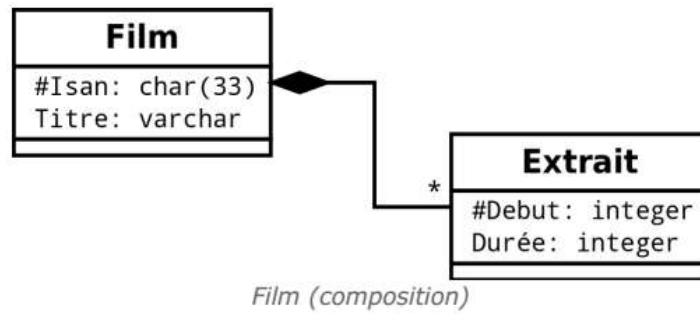 Film
#Isan: char(33)
Titre: varchar
*
Extrait
#Debut: integer
Durée: integer
Film (composition)